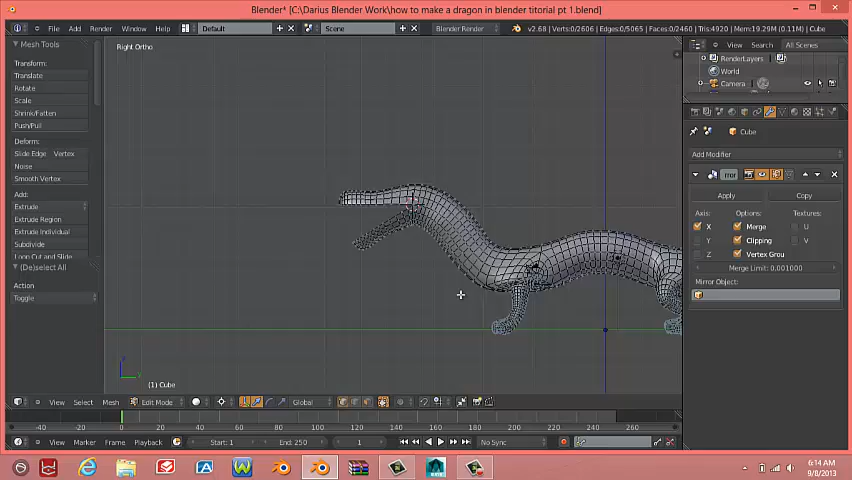 Blender* [C:\Darius Blender Work\how to make a dragon in blender titorial pt 1.blend]
File Add Render Window Help Default Scene Blender Render v2.68 | Verts:0/2606 | Edges:0/5065 | Faces:0/2460 | Tris:4920 | Mem:19.29M (0.11M) | Cube
Mesh Tools
Right Ortho
View Search All Scenes
Transform:
RenderLayers
Translate
World
Rotate
Camera
Scale
Shrink/Fatten
Push/Pull
Cube
Deform:
Slide Edge Vertex
Add Modifier
Noise
Smooth Vertex
irror
Add:
Apply Copy
Extrude
Axis: Options: Textures:
Extrude Region
X Merge U
Extrude Individual
Y Clipping V
Subdivide
Z Vertex Grou
Loop Cut and Slide
(De)select All
Merge Limit: 0.001000
Action
Mirror Object:
Toggle
(1) Cube
View Select Mesh Edit Mode Global
-40 -20 0 20 40 60 80 100 120 140 160 180 200 220 240 260
View Marker Frame Playback Start: 1 End: 250 1 No Sync
6:14 AM
9/8/2013